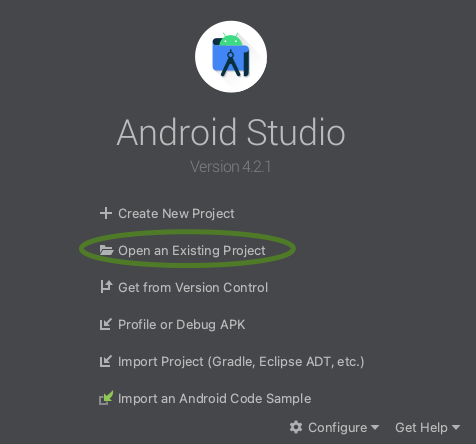 Android Studio
Version 4.2.1
Create New Project
Open an Existing Project
Get from Version Control
Profile or Debug APK
Import Project (Gradle, Eclipse ADT, etc.)
Import an Android Code Sample
Configure Get Help